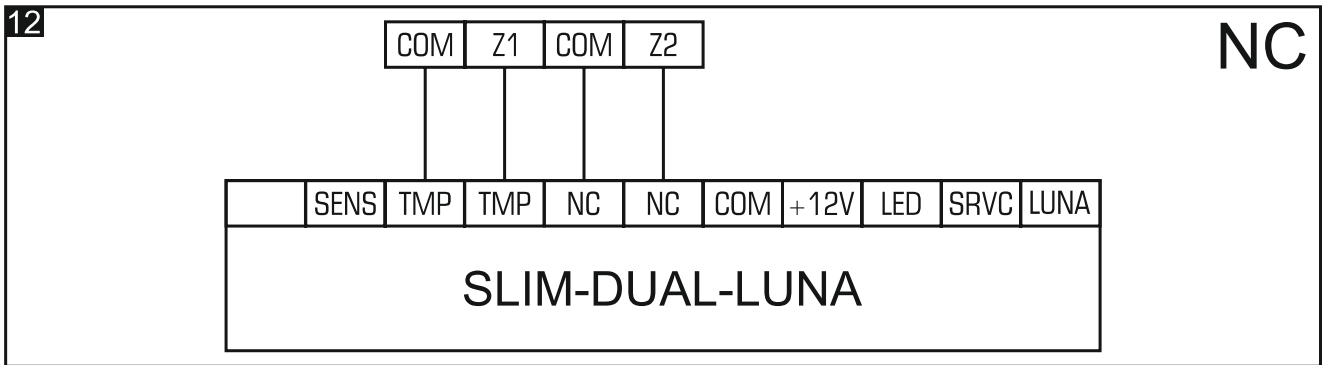 12
NC
COM Z1 COM Z2
SENS TMP TMP NC NC COM +12V LED SRVC LUNA
SLIM-DUAL-LUNA